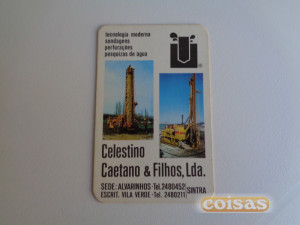 tecnologia moderna
sondagens
perfurações
pesquizas de água
Celestino
Caetano & Filhos, Lda.
SEDE: ALVARINHOS-Tel. 2480452
ESCRIT. VILA VERDE-Tel. 2480211
SINTRA
coisas